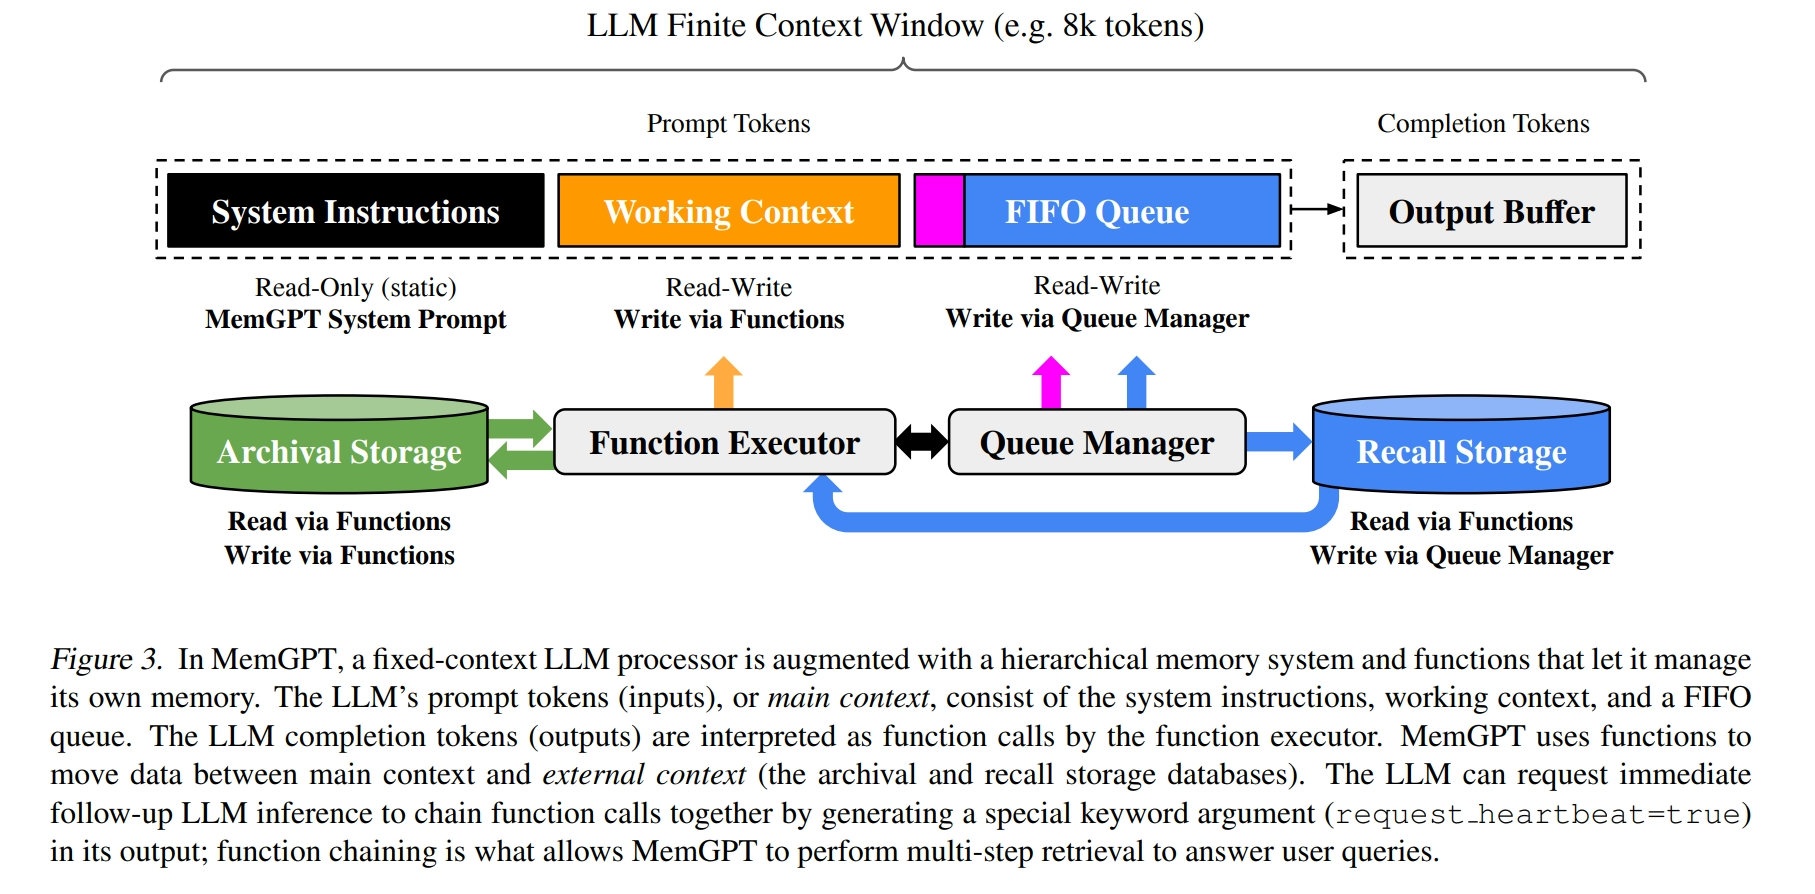 LLM Finite Context Window (e.g. 8k tokens)
Prompt Tokens
Completion Tokens
System Instructions
Working Context
FIFO Queue
Output Buffer
Read-Only (static)
MemGPT System Prompt
Read-Write
Write via Functions
Read-Write
Write via Queue Manager
Archival Storage
Function Executor
Queue Manager
Recall Storage
Read via Functions
Write via Functions
Read via Functions
Write via Queue Manager
Figure 3. In MemGPT, a fixed-context LLM processor is augmented with a hierarchical memory system and functions that let it manage
its own memory. The LLM's prompt tokens (inputs), or main context, consist of the system instructions, working context, and a FIFO
queue. The LLM completion tokens (outputs) are interpreted as function calls by the function executor. MemGPT uses functions to
move data between main context and external context (the archival and recall storage databases). The LLM can request immediate
follow-up LLM inference to chain function calls together by generating a special keyword argument (request_heartbeat=true)
in its output; function chaining is what allows MemGPT to perform multi-step retrieval to answer user queries.